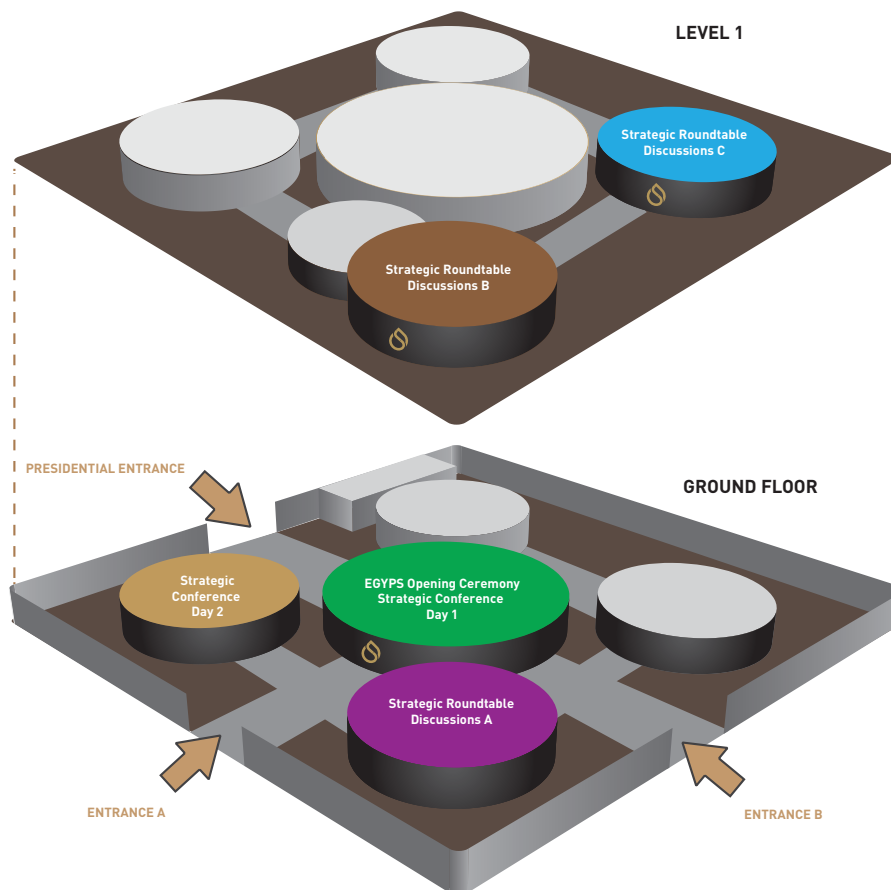 LEVEL 1
Strategic Roundtable
Discussions C
Strategic Roundtable
Discussions B
PRESIDENTIAL ENTRANCE
GROUND FLOOR
Strategic
Conference
Day 2
EGYPS Opening Ceremony
Strategic Conference
Day 1
Strategic Roundtable
Discussions A
ENTRANCE A
ENTRANCE B